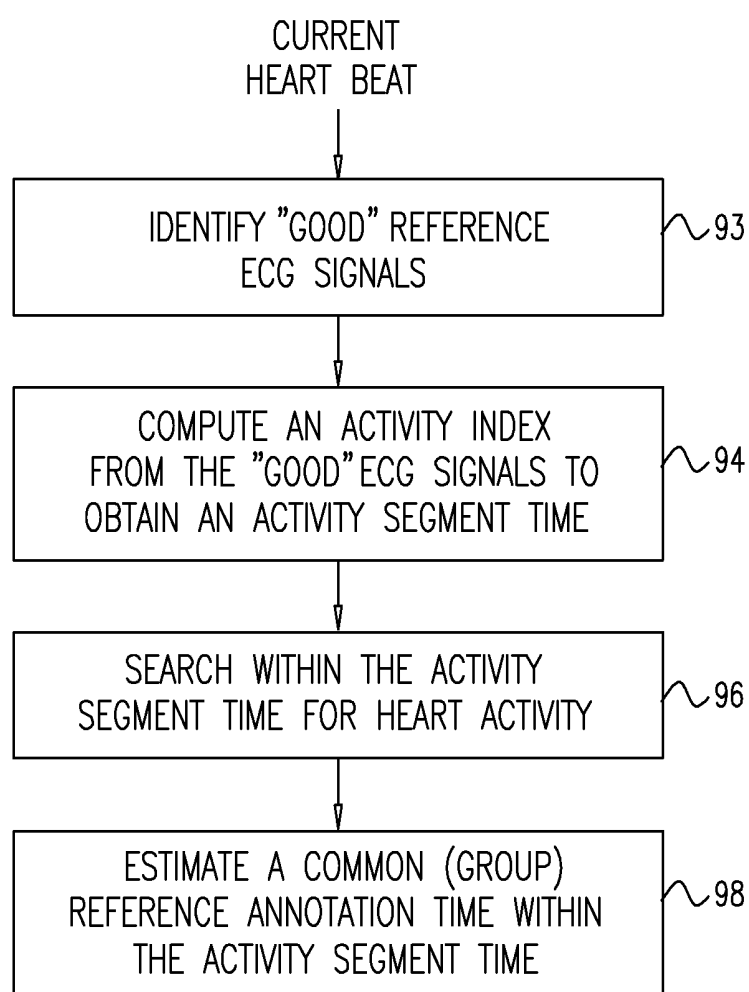 CURRENT
HEART BEAT
IDENTIFY "GOOD" REFERENCE
ECG SIGNALS
93
COMPUTE AN ACTIVITY INDEX
FROM THE "GOOD" ECG SIGNALS TO
OBTAIN AN ACTIVITY SEGMENT TIME
94
SEARCH WITHIN THE ACTIVITY
SEGMENT TIME FOR HEART ACTIVITY
96
ESTIMATE A COMMON (GROUP)
REFERENCE ANNOTATION TIME WITHIN
THE ACTIVITY SEGMENT TIME
98